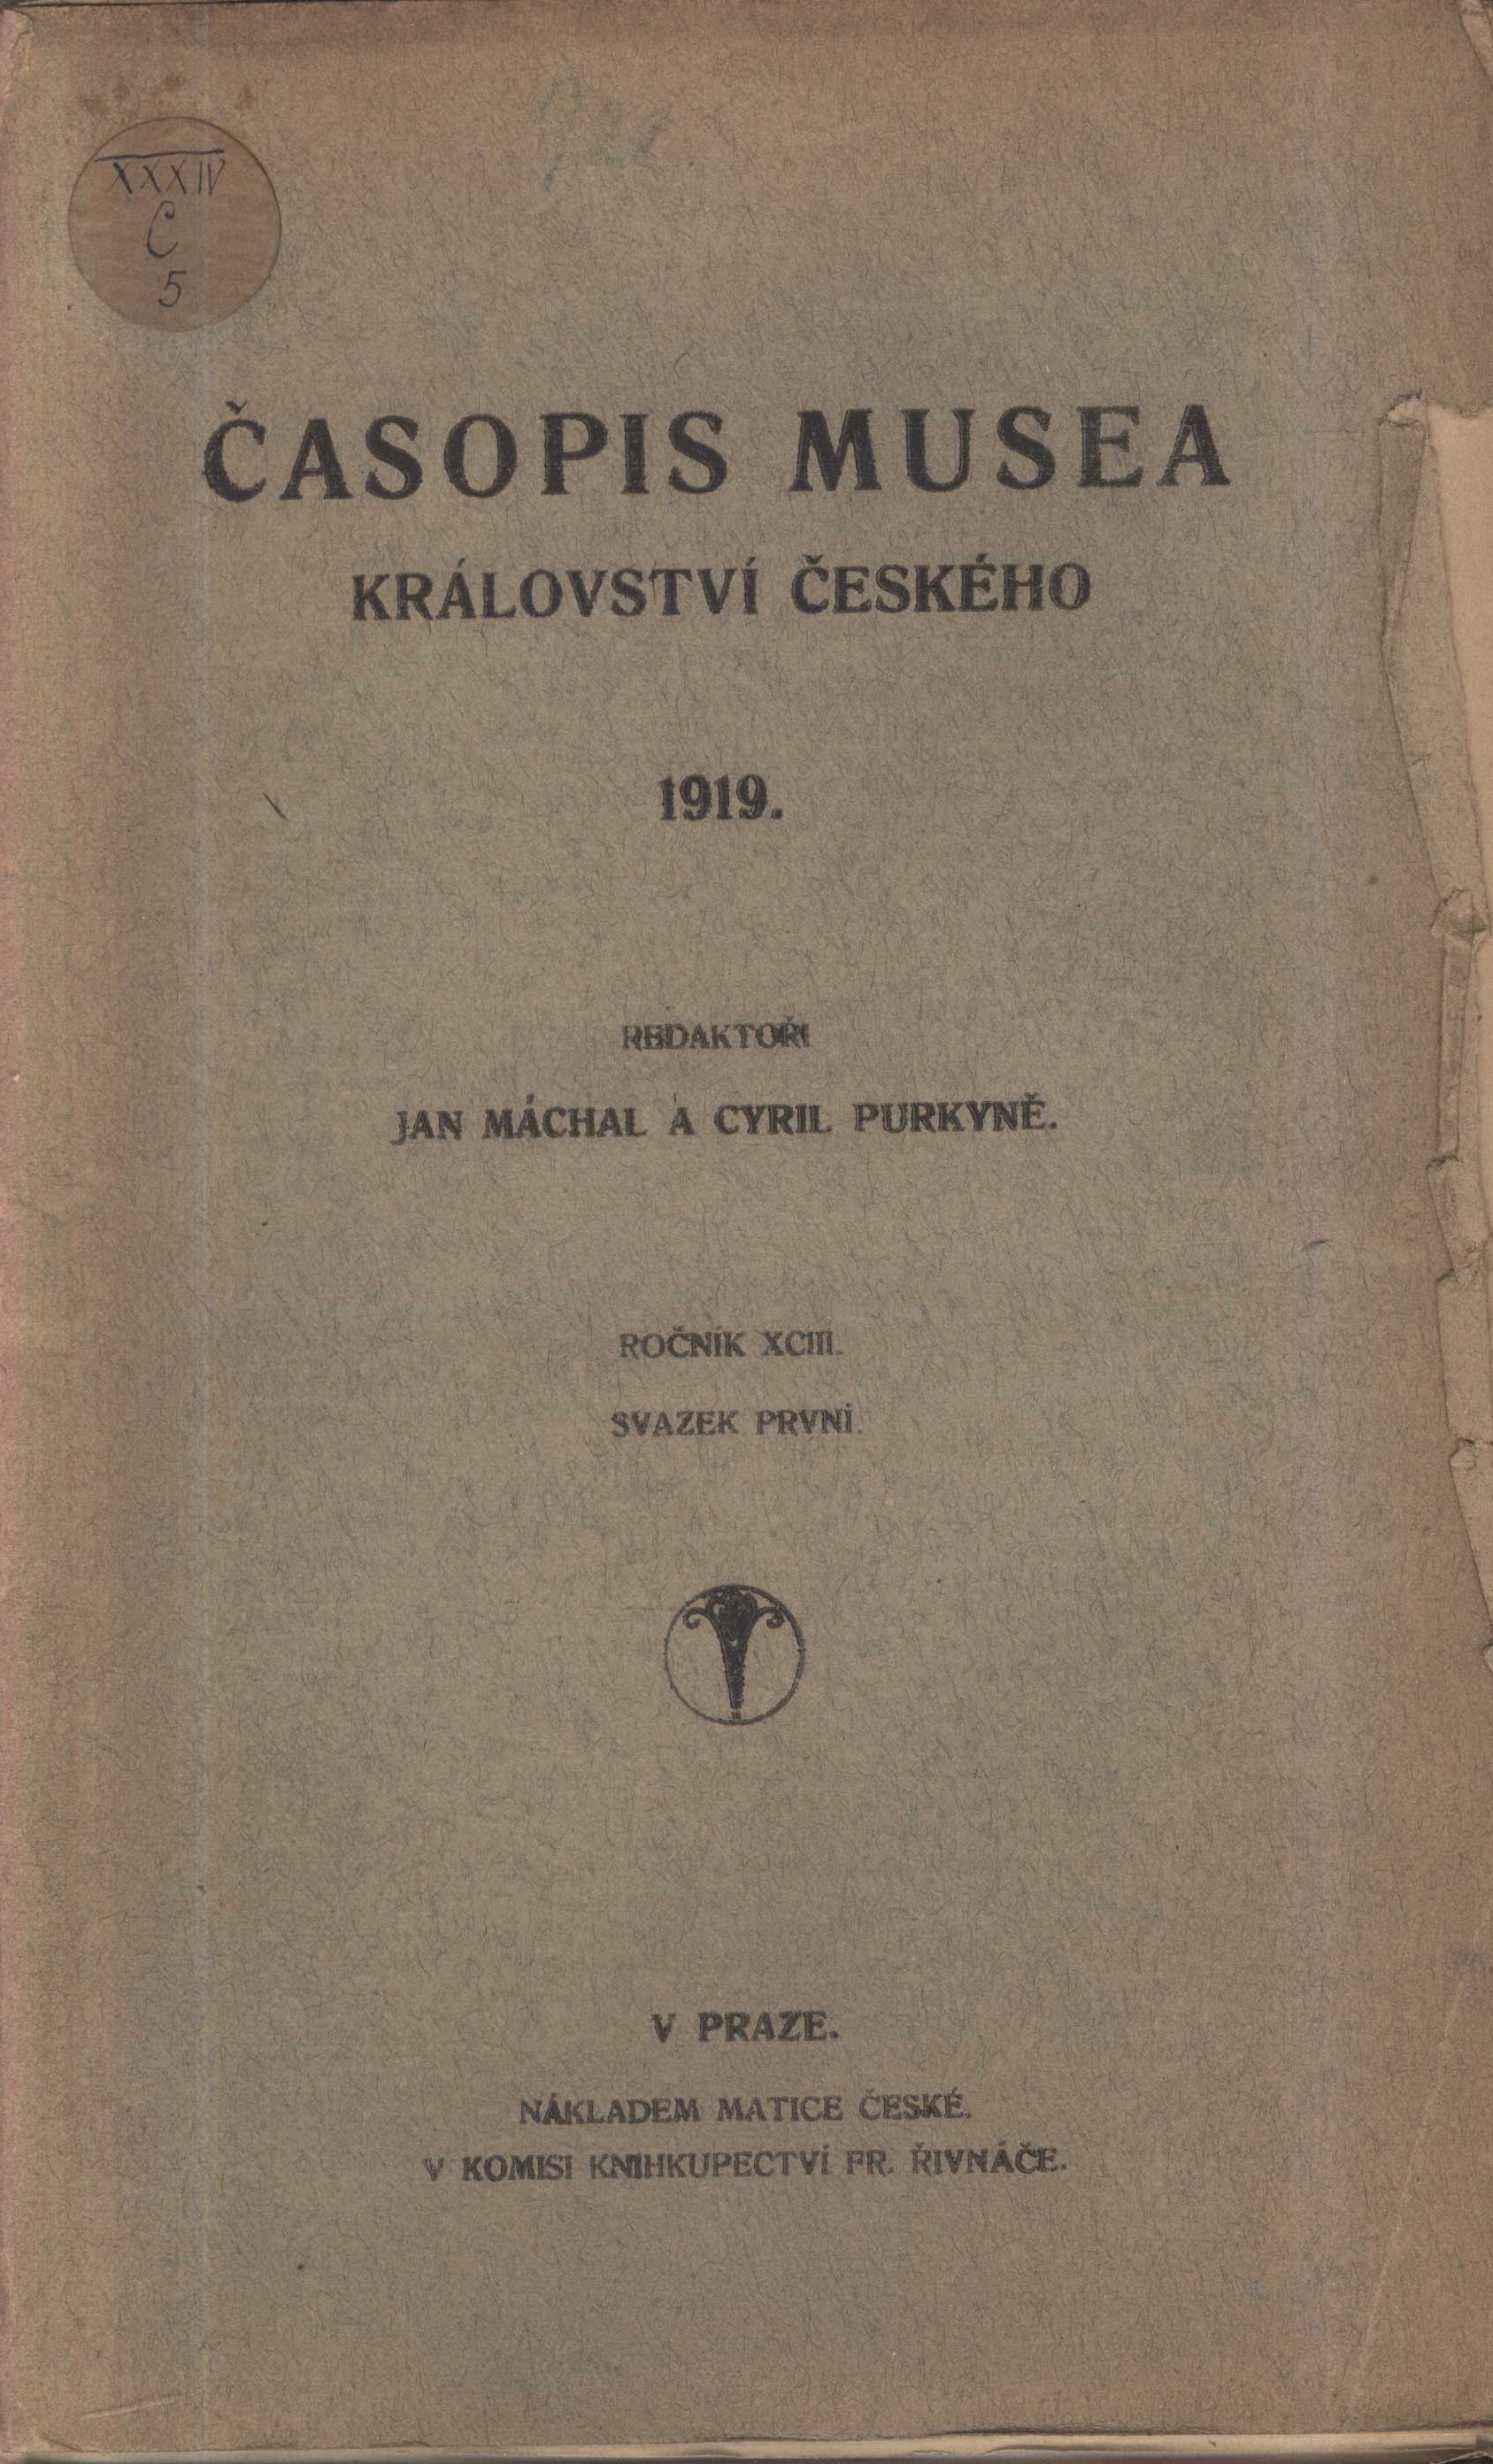 XXXIV
C
5
ČASOPIS MUSEA
KRÁLOVSTVÍ ČESKÉHO
1919.
REDAKTOŘI
JAN MÁCHAL A CYRIL PURKYNĚ.
ROČNÍK XCIII.
SVAZEK PRVNÍ.
V PRAZE.
NÁKLADEM MATICE ČESKÉ.
V KOMISI KNIHKUPECTVÍ FR. ŘIVNÁČE.